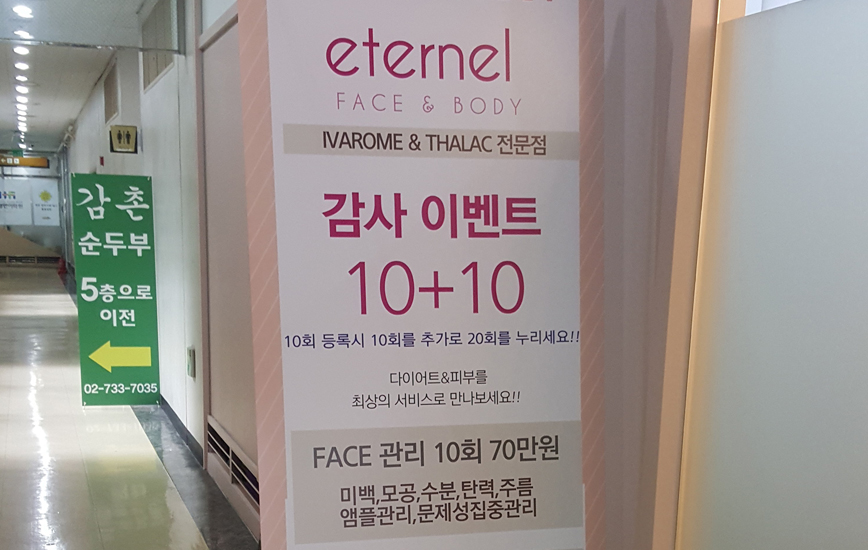 eternel
FACE & BODY
IVAROME & THALAC 전문점
감사 이벤트
10+10
10회 등록시 10회를 추가로 20회를 누리세요!!
다이어트&피부를
최상의 서비스로 만나보세요!!
FACE 관리 10회 70만원
미백,모공,수분,탄력,주름
앰플관리,문제성집중관리
감촌
순두부
5층으로
이전
02-733-7035